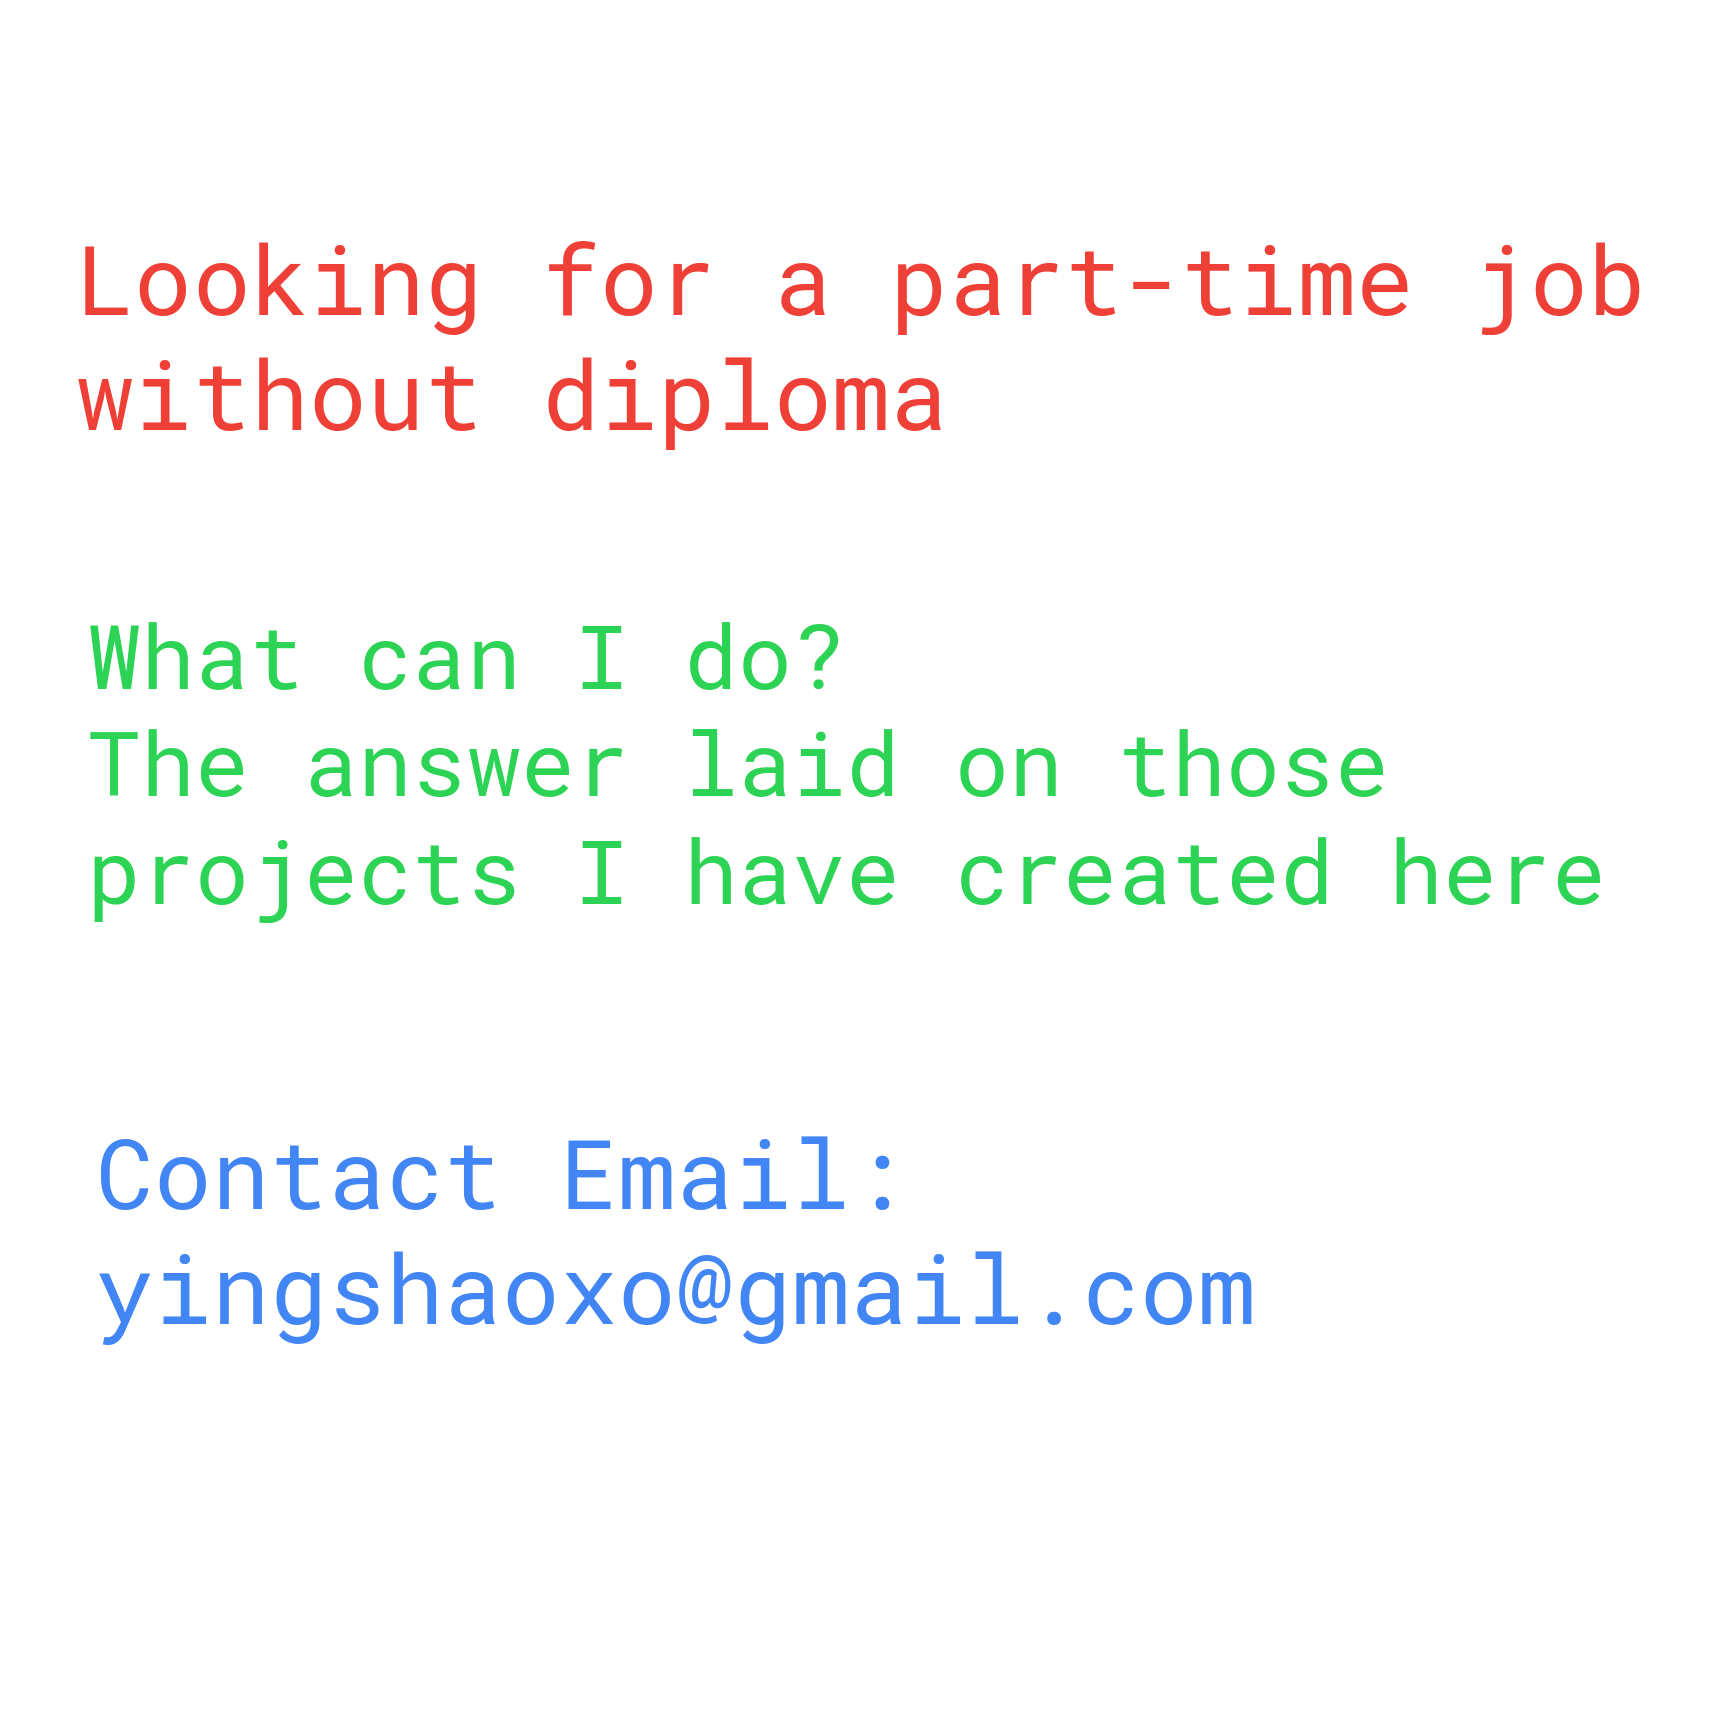 Looking for a part-time job
without diploma
What can I do?
The answer laid on those
projects I have created here
Contact Email:
yingshaoxo@gmail.com